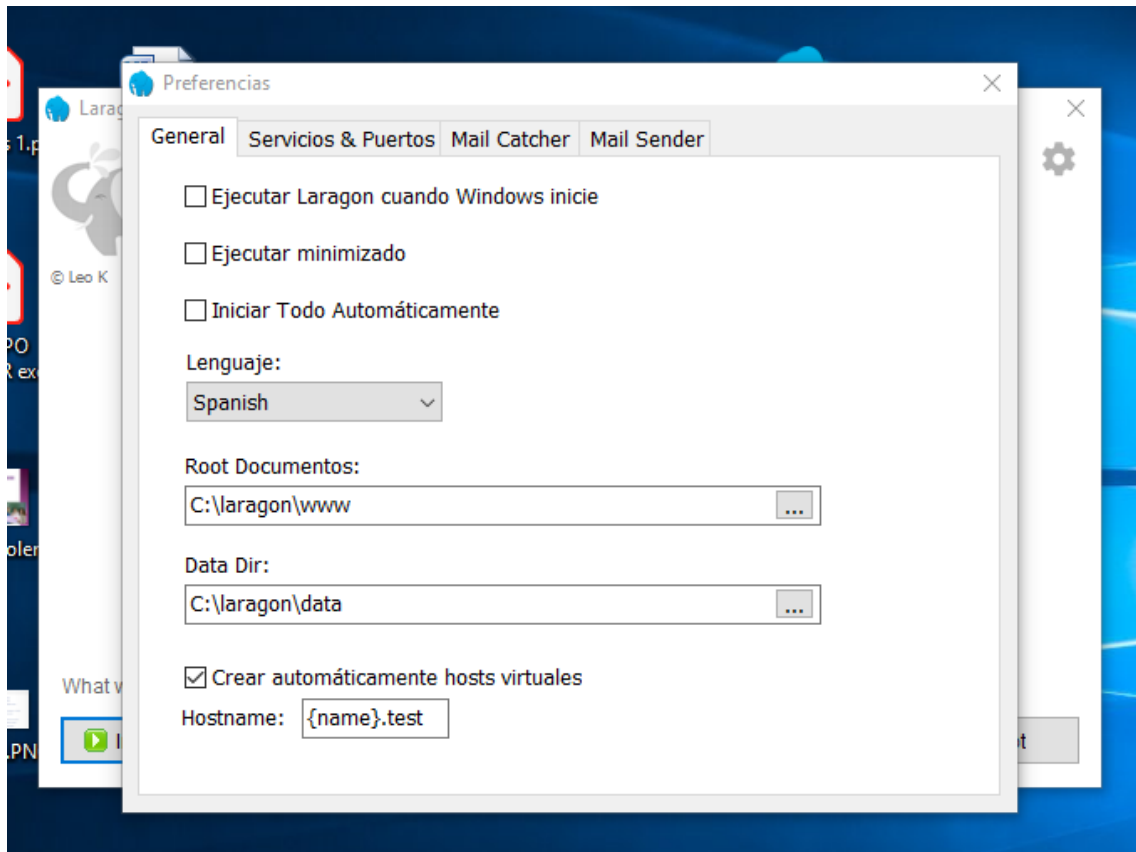 Preferencias
General
Servicios & Puertos
Mail Catcher
Mail Sender
Ejecutar Laragon cuando Windows inicie
Ejecutar minimizado
Iniciar Todo Automáticamente
Lenguaje:
Spanish
Root Documentos:
C:\laragon\www
...
Data Dir:
C:\laragon\data
...
Crear automáticamente hosts virtuales
Hostname: {name}.test
© Leo K
What